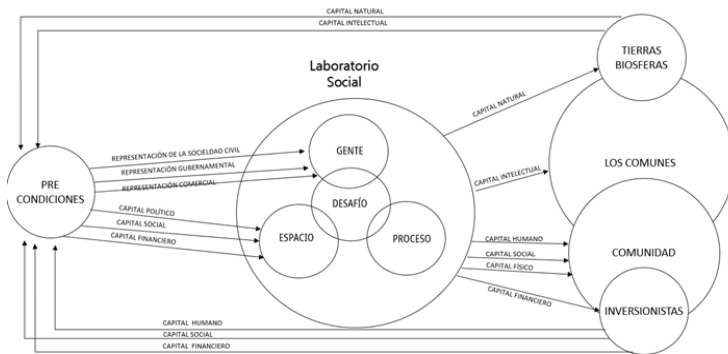 CAPITAL NATURAL
CAPITAL INTELECTUAL
TIERRAS
BIOSFERAS
Laboratorio
Social
CAPITAL NATURAL
GENTE
REPRESENTACIÓN DE LA SOCIELDAD CIVIL
REPRESENTACIÓN GUBERNAMENTAL
REPRESENTACIÓN COMERCIAL
LOS COMUNES
PRE
CONDICIONES
CAPITAL INTELECTUAL
DESAFÍO
CAPITAL POLÍTICO
CAPITAL SOCIAL
CAPITAL FINANCIERO
ESPACIO
PROCESO
CAPITAL HUMANO
CAPITAL SOCIAL
CAPITAL FÍSICO
CAPITAL FINANCIERO
COMUNIDAD
INVERSIONISTAS
CAPITAL HUMANO
CAPITAL SOCIAL
CAPITAL FINANCIERO